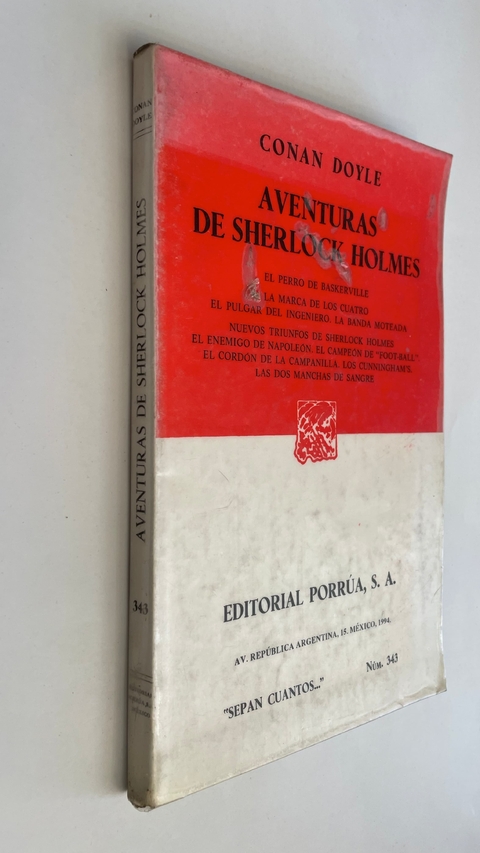 CONAN DOYLE
AVENTURAS
DE SHERLOCK HOLMES
EL PERRO DE BASKERVILLE
LA MARCA DE LOS CUATRO
EL PULGAR DEL INGENIERO. LA BANDA MOTEADA
NUEVOS TRIUNFOS DE SHERLOCK HOLMES
EL ENEMIGO DE NAPOLEÓN. EL CAMPEÓN DE "FOOT-BALL"
EL CORDÓN DE LA CAMPANILLA. LOS CUNNINGHAM'S.
LAS DOS MANCHAS DE SANGRE
EDITORIAL PORRÚA, S. A.
AV. REPÚBLICA ARGENTINA, 15. MÉXICO, 1994.
"SEPAN CUANTOS..."
NÚM. 343
CONAN
DOYLE
AVENTURAS DE SHERLOCK HOLMES
343